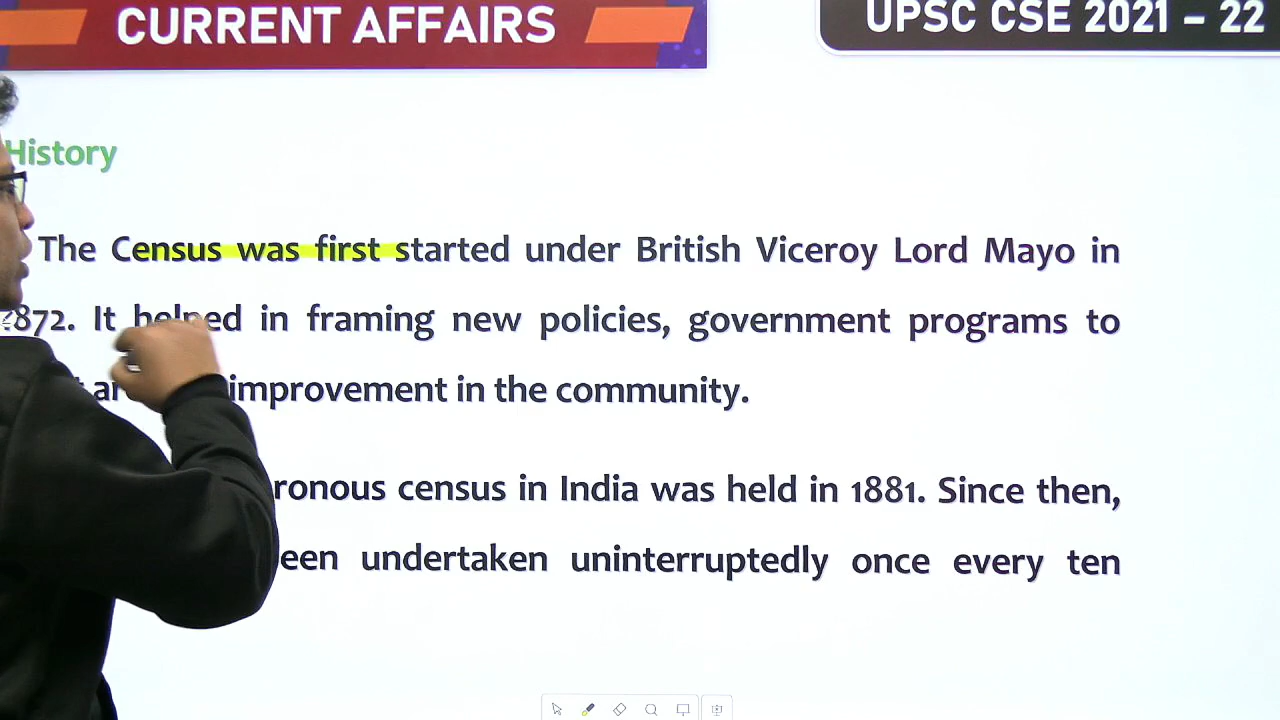 CURRENT AFFAIRS
UPSC CSE 2021 – 22
History
The Census was first started under British Viceroy Lord Mayo in
872. It helped in framing new policies, government programs to
improvement in the community.
census in India was held in 1881. Since then,
undertaken uninterruptedly once every ten